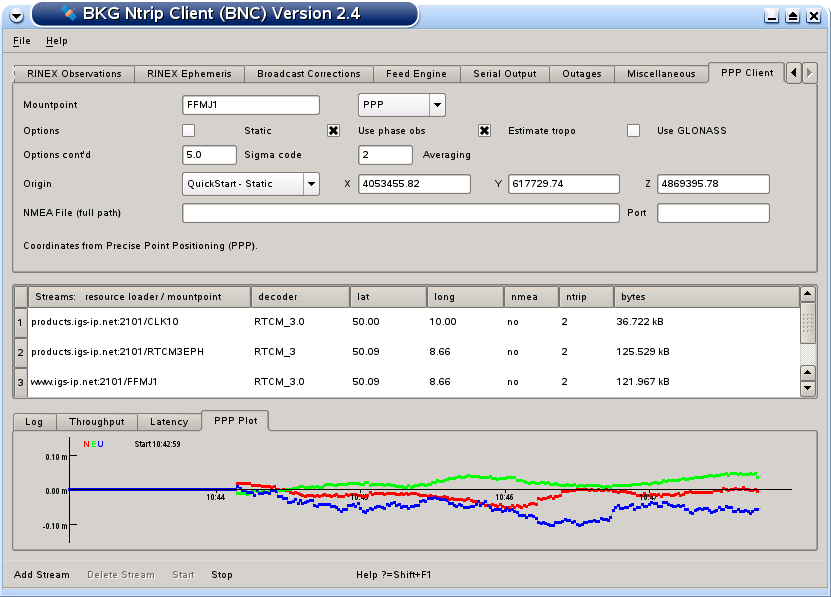 BKG Ntrip Client (BNC) Version 2.4
File Help
RINEX Observations RINEX Ephemeris Broadcast Corrections Feed Engine Serial Output Outages Miscellaneous PPP Client
Mountpoint FFMJ1 PPP
Options Static Use phase obs Estimate tropo Use GLONASS
Options cont'd 5.0 Sigma code 2 Averaging
Origin QuickStart - Static X 4053455.82 Y 617729.74 Z 4869395.78
NMEA File (full path) Port
Coordinates from Precise Point Positioning (PPP).
Streams: resource loader / mountpoint decoder lat long nmea ntrip bytes
1 products.igs-ip.net:2101/CLK10 RTCM_3.0 50.00 10.00 no 2 36.722 kB
2 products.igs-ip.net:2101/RTCM3EPH RTCM_3 50.09 8.66 no 2 125.529 kB
3 www.igs-ip.net:2101/FFMJ1 RTCM_3.0 50.09 8.66 no 2 121.967 kB
Log Throughput Latency PPP Plot
NEU Start 10:42:59
0.10 m
0.00 m
10:44 10:46
-0.10 m
Add Stream Delete Stream Start Stop Help ?=Shift+F1